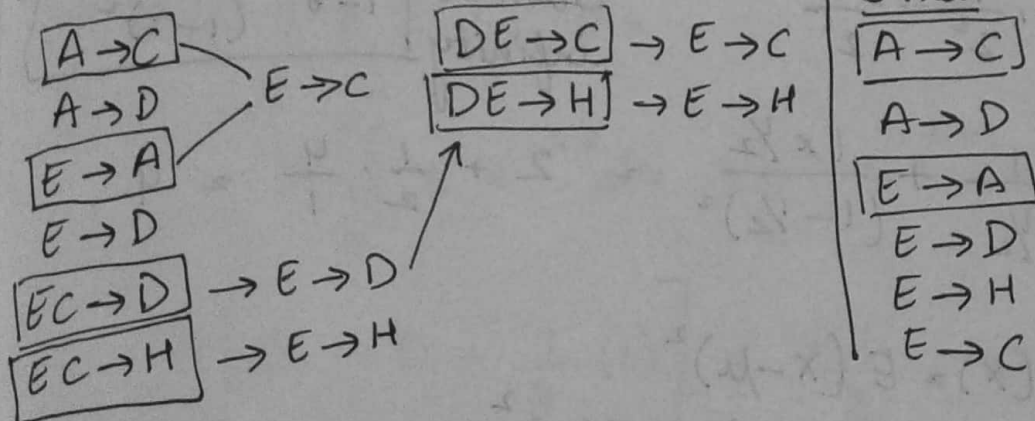 A → C
A → D
E → A
E → C
E → D
EC → D → E → D
EC → H → E → H
DE → C → E → C
DE → H → E → H
A → C
A → D
E → A
E → D
E → H
E → C